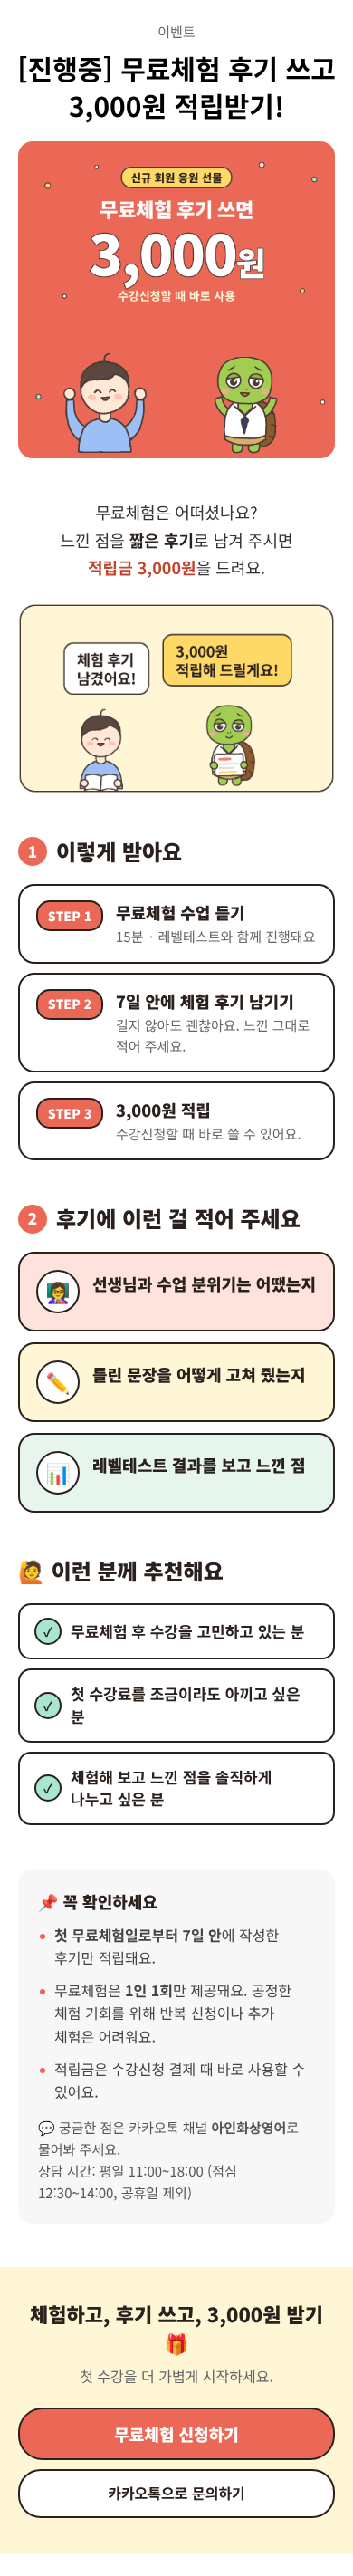 이벤트
[진행중] 무료체험 후기 쓰고
3,000원 적립받기!
신규 회원 응원 선물
무료체험 후기 쓰면
3,000원
수강신청할 때 바로 사용
무료체험은 어떠셨나요?
느낀 점을 짧은 후기로 남겨 주시면
적립금 3,000원을 드려요.
체험 후기
남겼어요!
3,000원
적립해 드릴게요!
1 이렇게 받아요
STEP 1 무료체험 수업 듣기
15분 · 레벨테스트와 함께 진행돼요
STEP 2 7일 안에 체험 후기 남기기
길지 않아도 괜찮아요. 느낀 그대로
적어 주세요.
STEP 3 3,000원 적립
수강신청할 때 바로 쓸 수 있어요.
2 후기에 이런 걸 적어 주세요
선생님과 수업 분위기는 어땠는지
틀린 문장을 어떻게 고쳐 줬는지
레벨테스트 결과를 보고 느낀 점
🙋 이런 분께 추천해요
✓ 무료체험 후 수강을 고민하고 있는 분
✓ 첫 수강료를 조금이라도 아끼고 싶은
분
✓ 체험해 보고 느낀 점을 솔직하게
나누고 싶은 분
📌 꼭 확인하세요
• 첫 무료체험일로부터 7일 안에 작성한
후기만 적립돼요.
• 무료체험은 1인 1회만 제공돼요. 공정한
체험 기회를 위해 반복 신청이나 추가
체험은 어려워요.
• 적립금은 수강신청 결제 때 바로 사용할 수
있어요.
💬 궁금한 점은 카카오톡 채널 아인화상영어로
물어봐 주세요.
상담 시간: 평일 11:00~18:00 (점심
12:30~14:00, 공휴일 제외)
체험하고, 후기 쓰고, 3,000원 받기
🎁
첫 수강을 더 가볍게 시작하세요.
무료체험 신청하기
카카오톡으로 문의하기